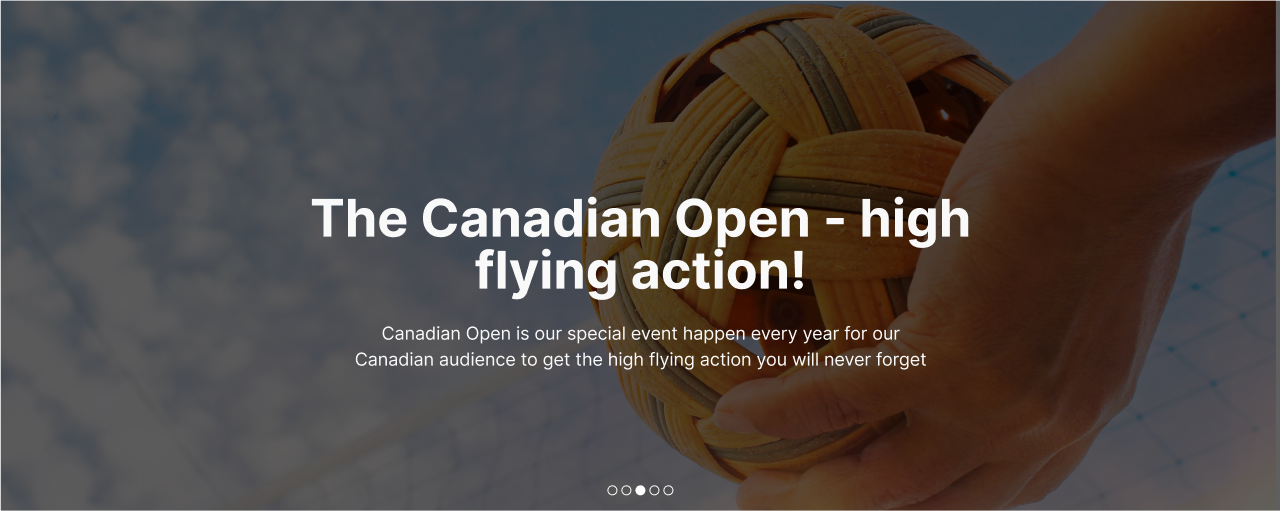 The Canadian Open - high
flying action!
Canadian Open is our special event happen every year for our
Canadian audience to get the high flying action you will never forget